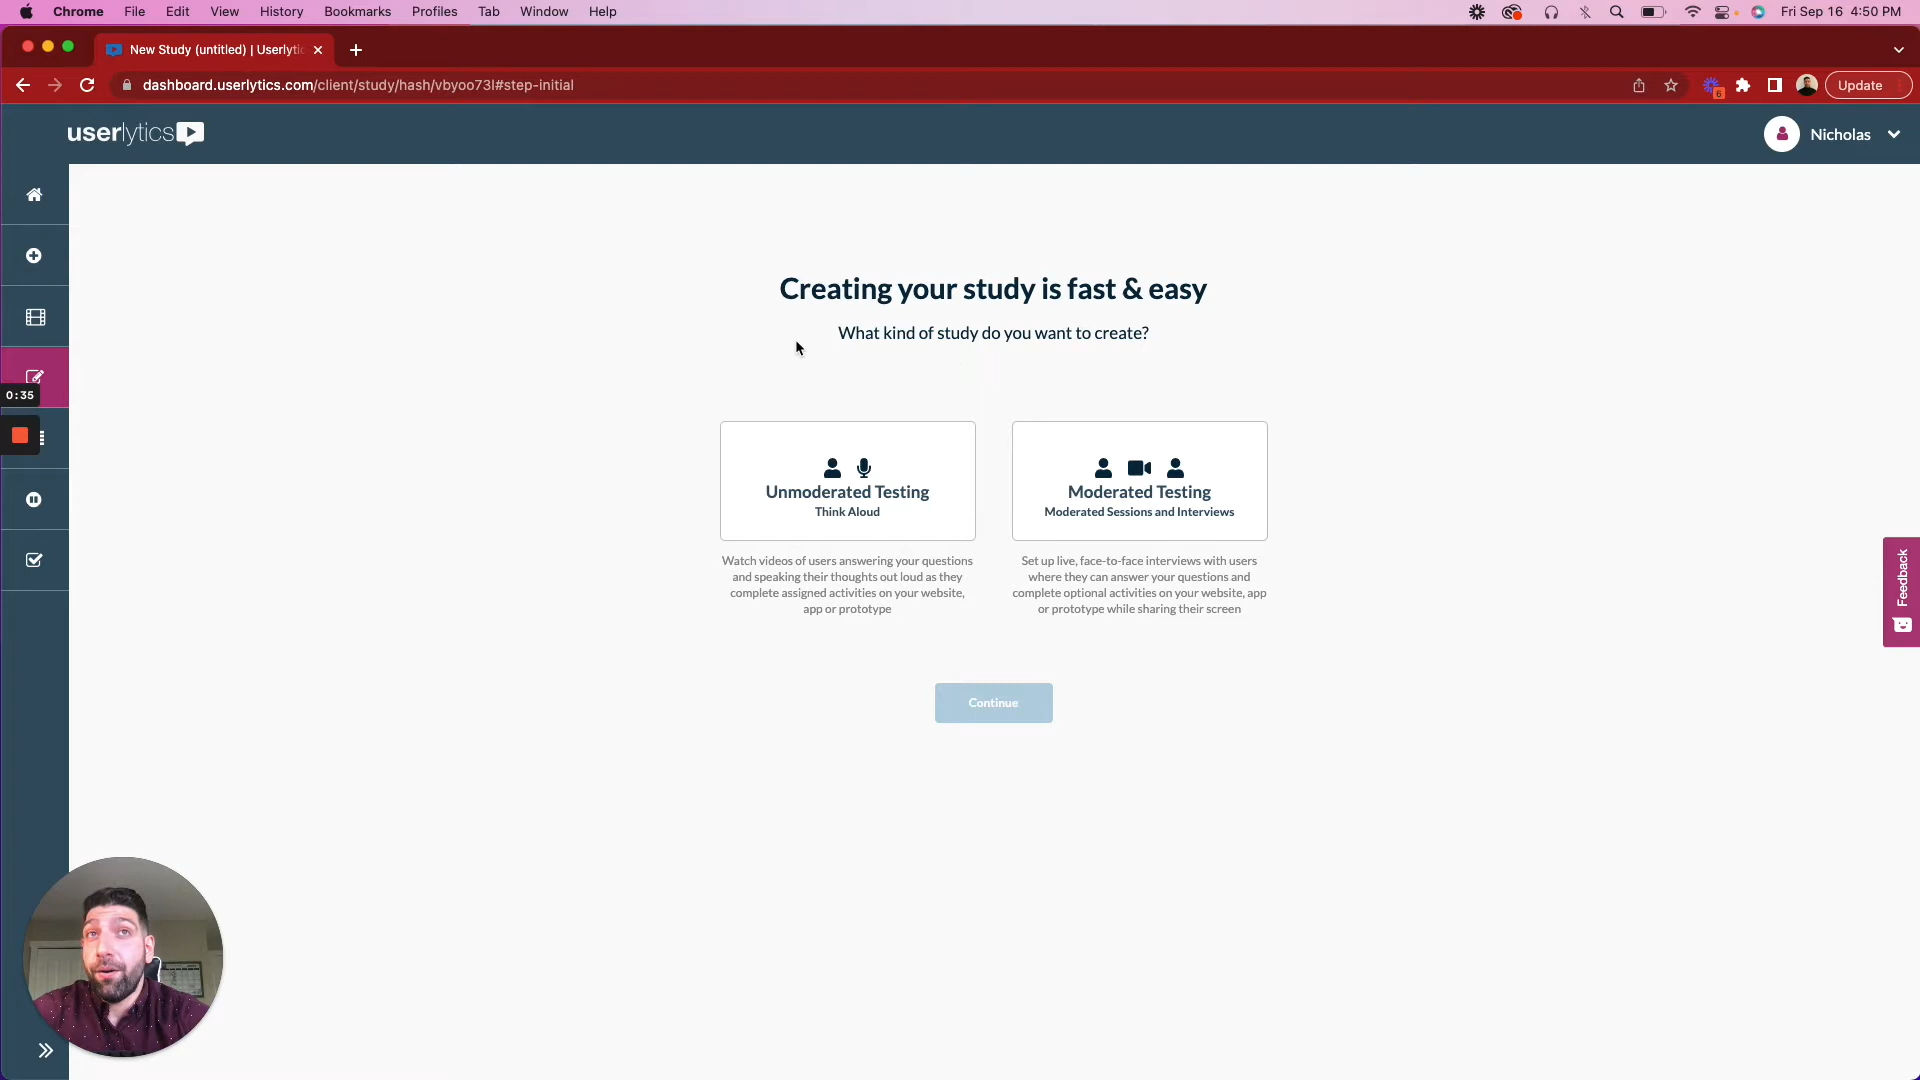 Chrome File Edit View History Bookmarks Profiles Tab Window Help
Fri Sep 16 4:50 PM
New Study (untitled) | Userlytic
dashboard.userlytics.com/client/study/hash/vbyoo73l#step-initial
6
Update
userlytics
Nicholas
Creating your study is fast & easy
What kind of study do you want to create?
0:35
Unmoderated Testing
Think Aloud
Watch videos of users answering your questions
and speaking their thoughts out loud as they
complete assigned activities on your website,
app or prototype
Moderated Testing
Moderated Sessions and Interviews
Set up live, face-to-face interviews with users
where they can answer your questions and
complete optional activities on your website, app
or prototype while sharing their screen
Continue
Feedback